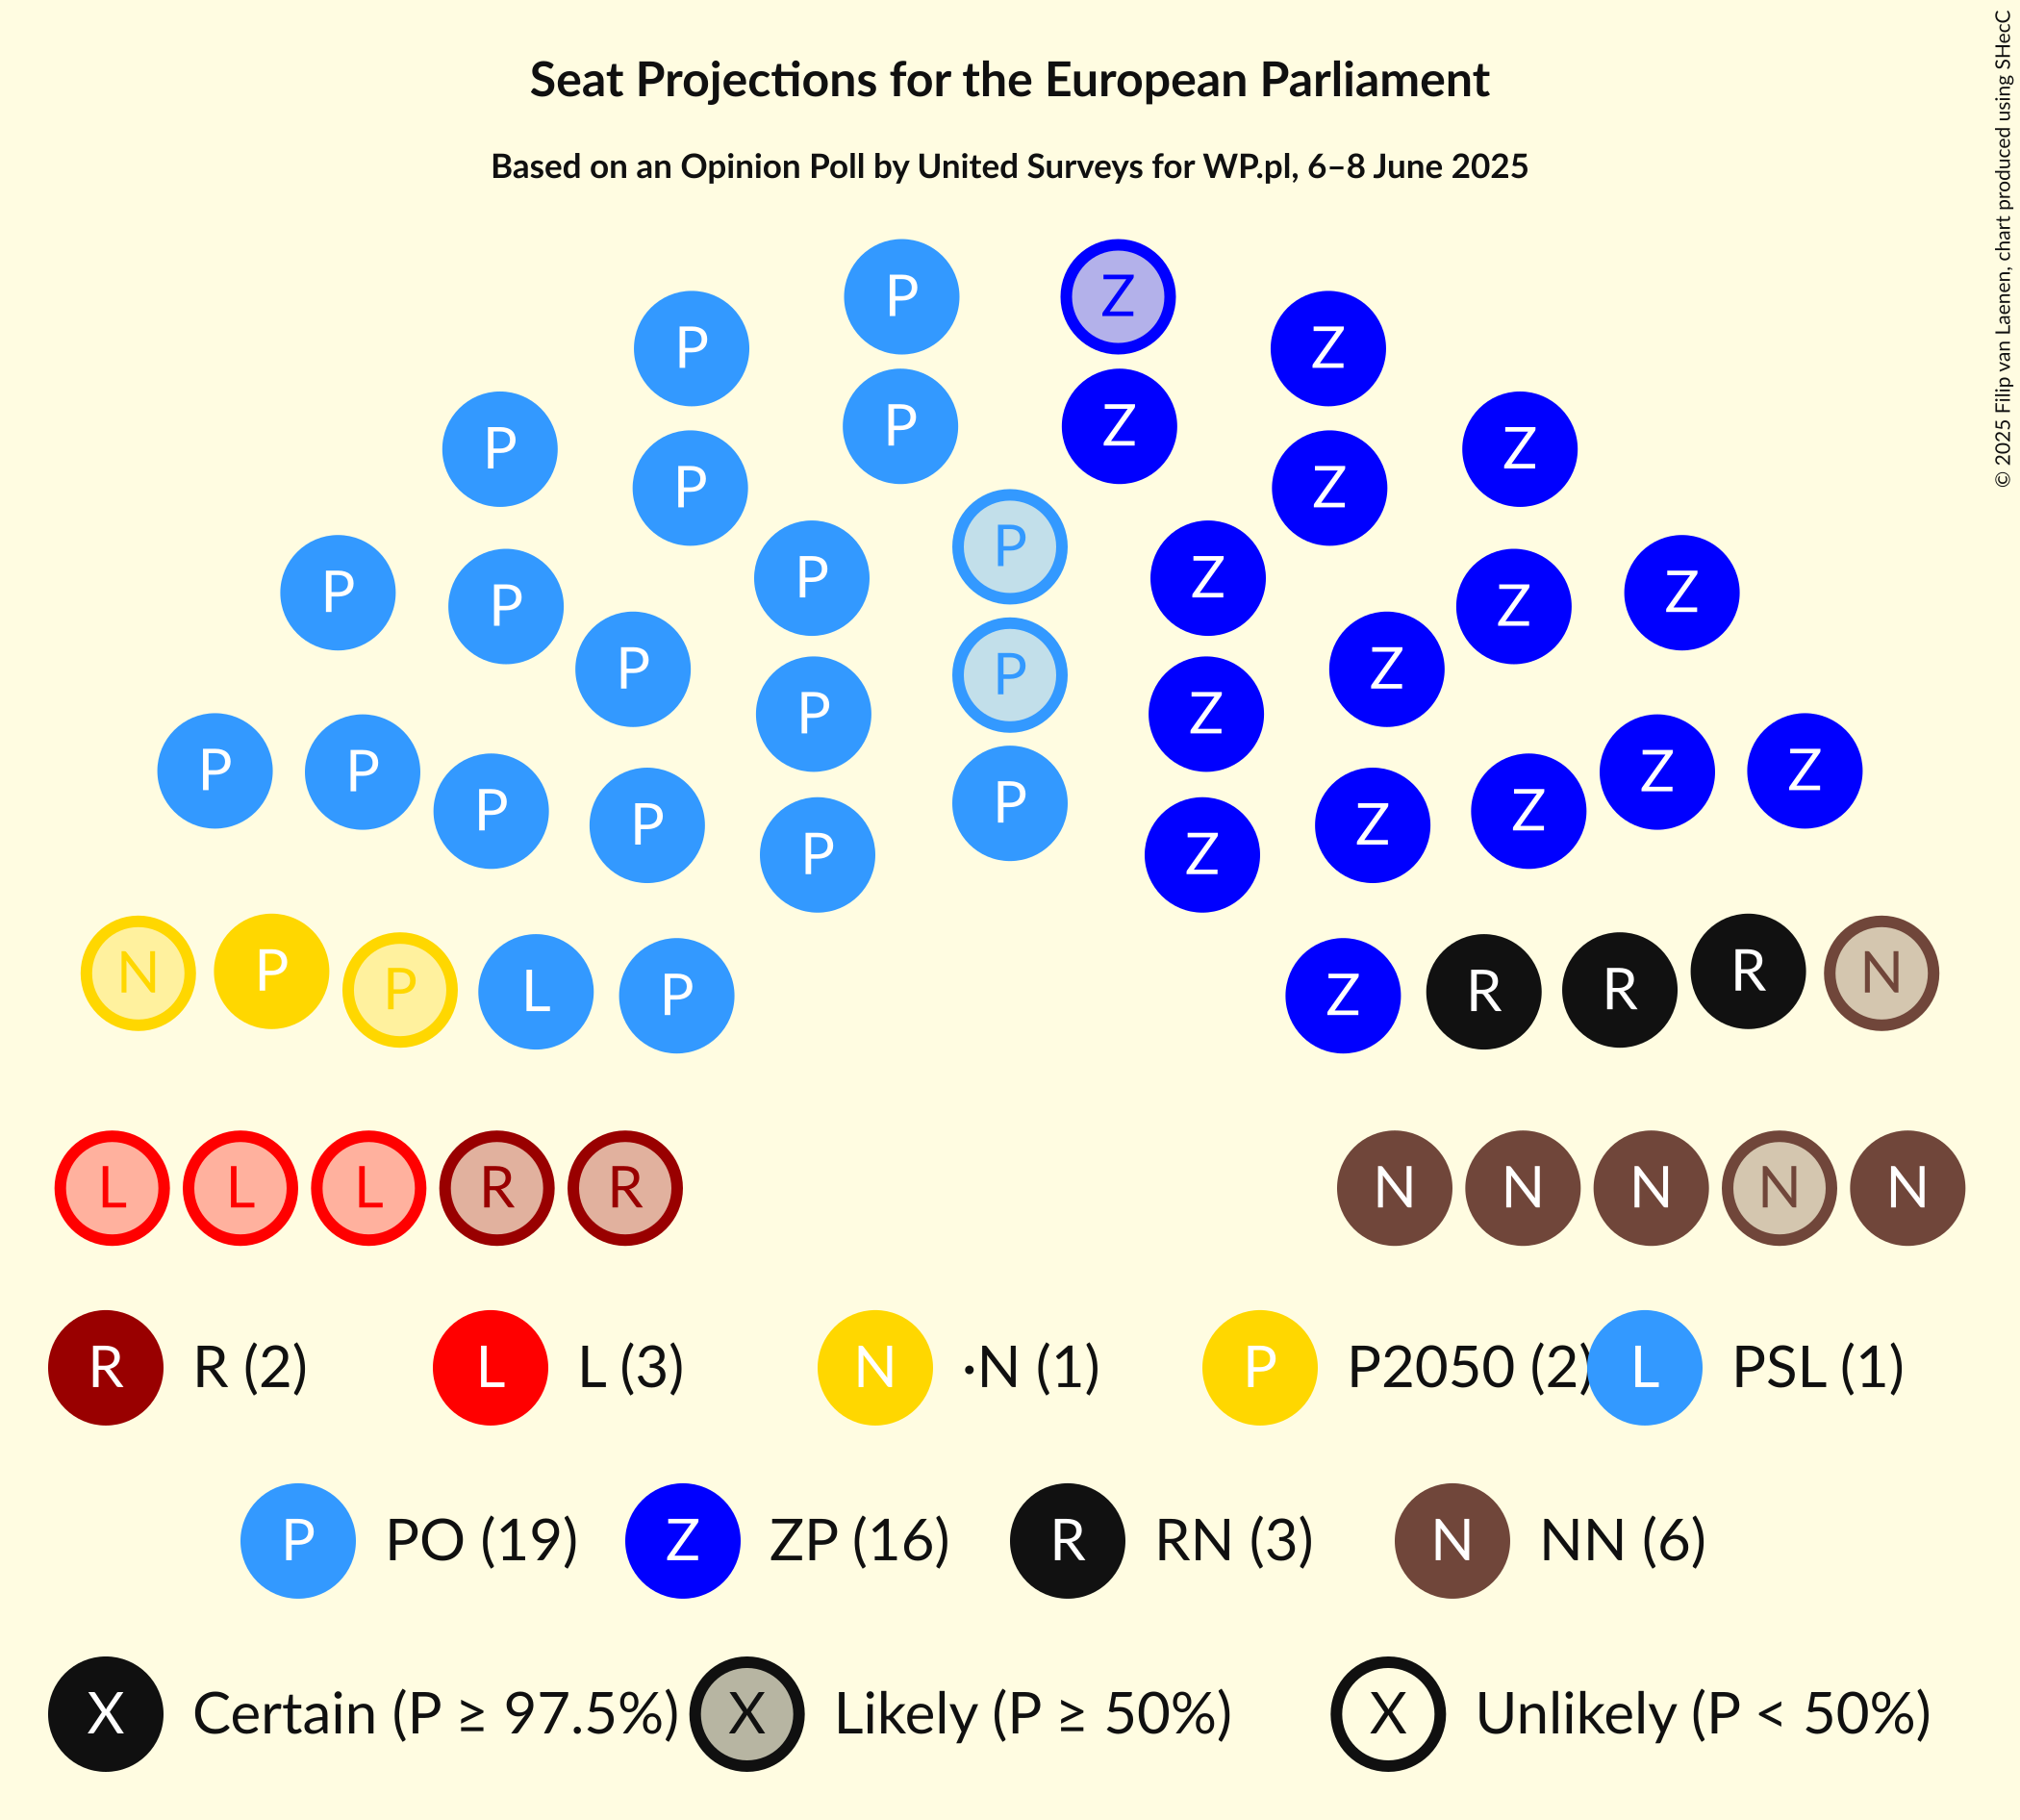 Seat Projections for the European Parliament
Based on an Opinion Poll by United Surveys for WP.pl, 6–8 June 2025
© 2025 Filip van Laenen, chart produced using SHecC
P Z
P Z
P Z
P Z
P Z
P
P Z
P Z
P Z
P Z
P
P Z
P Z
P Z
P Z
P
P Z
P Z
P Z
N P P L P Z R R R N
L L L R R N N N N N
R R (2) L L (3) N ·N (1) P P2050 (2) L PSL (1)
P PO (19) Z ZP (16) R RN (3) N NN (6)
X Certain (P ≥ 97.5%) X Likely (P ≥ 50%) X Unlikely (P < 50%)